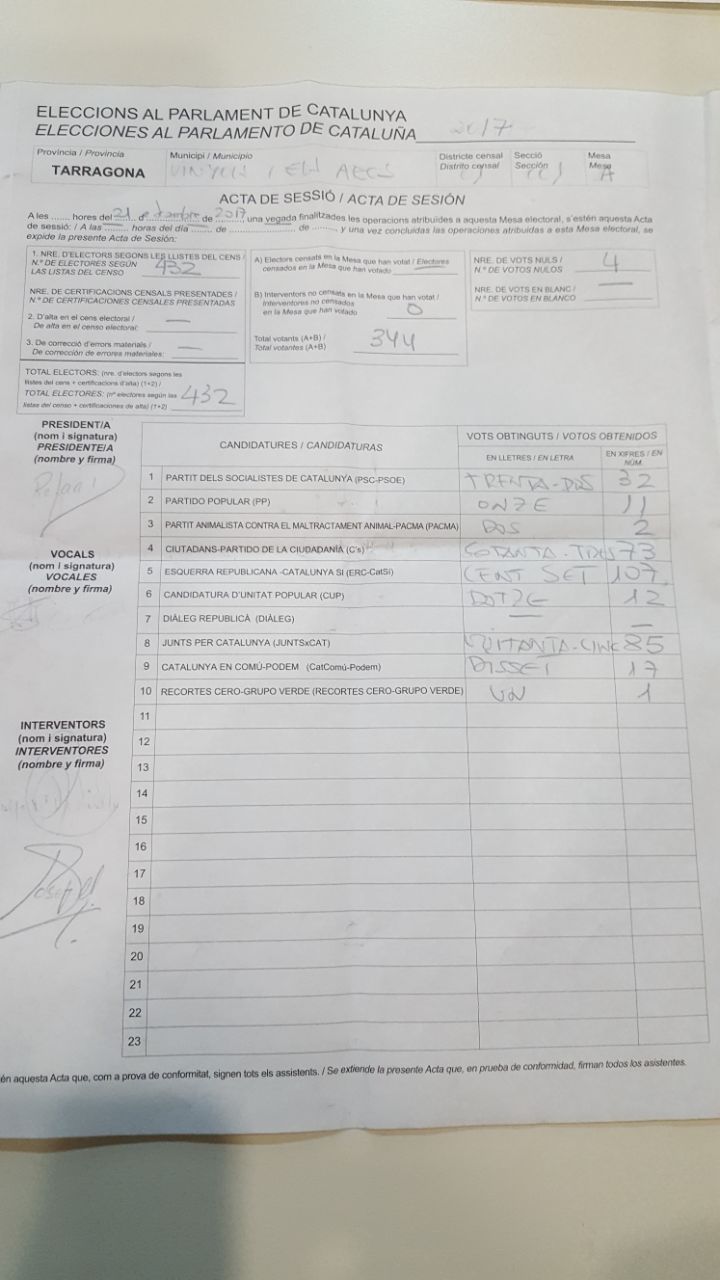 ELECCIONS AL PARLAMENT DE CATALUNYA
ELECCIONES AL PARLAMENTO DE CATALUÑA 2017
Provincia / Provincia
TARRAGONA
Municipi / Municipio
VINYOLS I ELS ARCS
Districte censal
Distrito censal
Secció
Sección
Mesa
Mesa A
ACTA DE SESSIÓ / ACTA DE SESIÓN
A les ....... hores del 21 d desembre de 2017 una vegada finalitzades les operacions atribuïdes a aquesta Mesa electoral, s'estén aquesta Acta
de sessió: / A las ....... horas del día ....... de .................... de ........, y una vez concluidas las operaciones atribuidas a esta Mesa electoral, se
expide la presente Acta de Sesión:
1. NRE. D'ELECTORS SEGONS LES LLISTES DEL CENS /
N.º DE ELECTORES SEGÚN
LAS LISTAS DEL CENSO 432
NRE. DE CERTIFICACIONS CENSALS PRESENTADES /
N.º DE CERTIFICACIONES CENSALES PRESENTADAS
2. D'alta en el cens electoral /
De alta en el censo electoral: —
3. De correcció d'errors materials /
De corrección de errores materiales: —
TOTAL ELECTORS: (nre. d'electors segons les
llistes del cens + certificacions d'alta) (1+2) /
TOTAL ELECTORES: (nº electores según las
listas del censo + certificaciones de alta) (1+2) 432
A) Electors censats en la Mesa que han votat / Electores
censados en la Mesa que han votado —
B) Interventors no censats en la Mesa que han votat /
Interventores no censados
en la Mesa que han votado 0
Total votants (A+B) /
Total votantes (A+B) 344
NRE. DE VOTS NULS /
N.º DE VOTOS NULOS 4
NRE. DE VOTS EN BLANC /
N.º DE VOTOS EN BLANCO —
PRESIDENT/A
(nom i signatura)
PRESIDENTE/A
(nombre y firma)
VOCALS
(nom i signatura)
VOCALES
(nombre y firma)
INTERVENTORS
(nom i signatura)
INTERVENTORES
(nombre y firma)
CANDIDATURES / CANDIDATURAS
VOTS OBTINGUTS / VOTOS OBTENIDOS
EN LLETRES / EN LETRA
EN XIFRES / EN
NÚM.
1 PARTIT DELS SOCIALISTES DE CATALUNYA (PSC-PSOE) TRENTA-DOS 32
2 PARTIDO POPULAR (PP) ONZE 11
3 PARTIT ANIMALISTA CONTRA EL MALTRACTAMENT ANIMAL-PACMA (PACMA) DOS 2
4 CIUTADANS-PARTIDO DE LA CIUDADANÍA (C's) SETANTA-TRES 73
5 ESQUERRA REPUBLICANA -CATALUNYA SI (ERC-CatSI) CENT SET 107
6 CANDIDATURA D'UNITAT POPULAR (CUP) DOTZE 12
7 DIÀLEG REPUBLICÀ (DIÀLEG) — —
8 JUNTS PER CATALUNYA (JUNTSxCAT) VUITANTA-CINC 85
9 CATALUNYA EN COMÚ-PODEM (CatComú-Podem) DISSET 17
10 RECORTES CERO-GRUPO VERDE (RECORTES CERO-GRUPO VERDE) UN 1
11
12
13
14
15
16
17
18
19
20
21
22
23
én aquesta Acta que, com a prova de conformitat, signen tots els assistents. / Se extiende la presente Acta que, en prueba de conformidad, firman todos los asistentes.